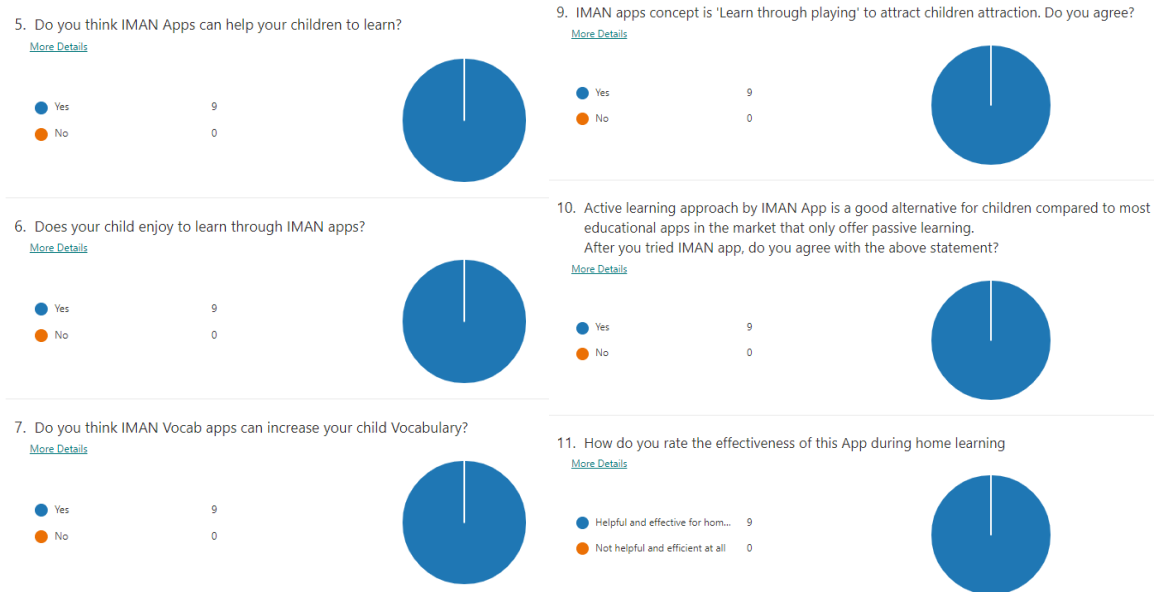 5. Do you think IMAN Apps can help your children to learn?
More Details
Yes 9
No 0
6. Does your child enjoy to learn through IMAN apps?
More Details
Yes 9
No 0
7. Do you think IMAN Vocab apps can increase your child Vocabulary?
More Details
Yes 9
No 0
9. IMAN apps concept is 'Learn through playing' to attract children attraction. Do you agree?
More Details
Yes 9
No 0
10. Active learning approach by IMAN App is a good alternative for children compared to most
educational apps in the market that only offer passive learning.
After you tried IMAN app, do you agree with the above statement?
More Details
Yes 9
No 0
11. How do you rate the effectiveness of this App during home learning
More Details
Helpful and effective for hom... 9
Not helpful and efficient at all 0